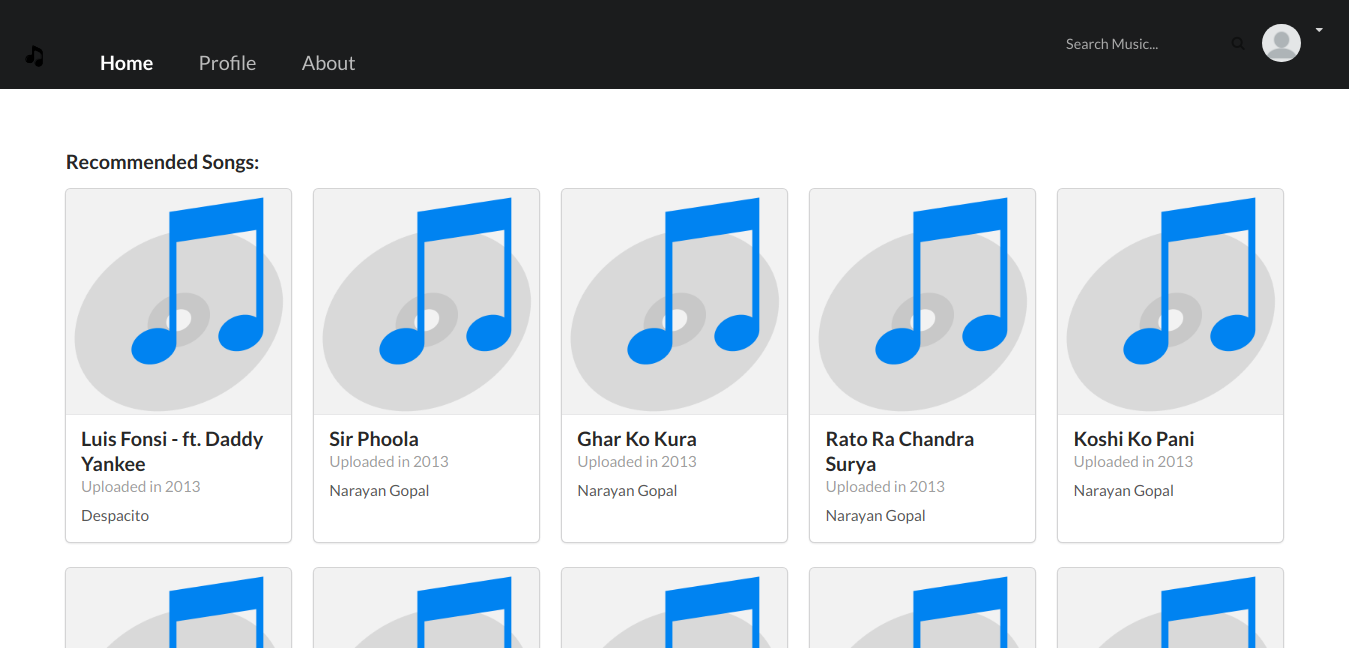 Home Profile About Search Music...
Recommended Songs:
Luis Fonsi - ft. Daddy
Yankee
Uploaded in 2013
Despacito
Sir Phoola
Uploaded in 2013
Narayan Gopal
Ghar Ko Kura
Uploaded in 2013
Narayan Gopal
Rato Ra Chandra
Surya
Uploaded in 2013
Narayan Gopal
Koshi Ko Pani
Uploaded in 2013
Narayan Gopal